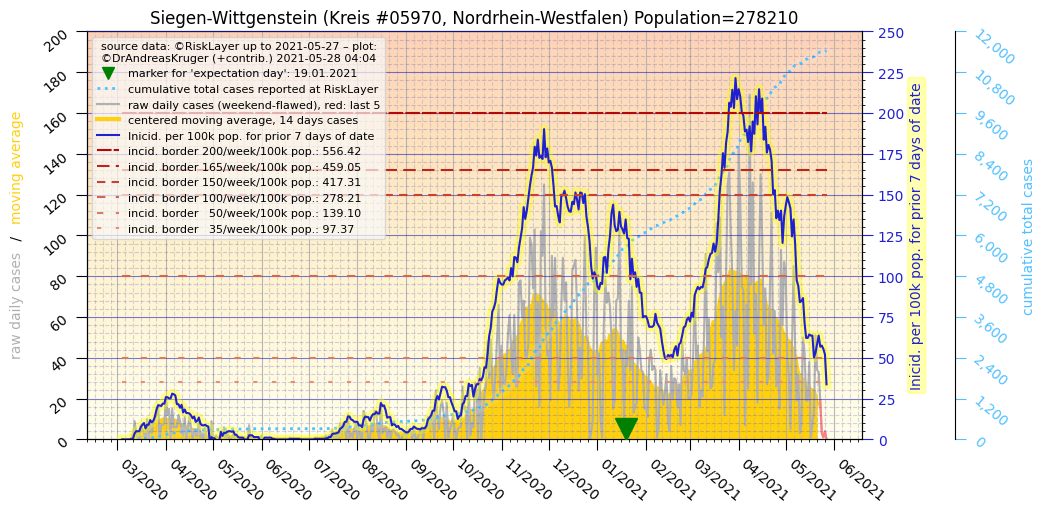 Siegen-Wittgenstein (Kreis #05970, Nordrhein-Westfalen) Population=278210
source data: ©RiskLayer up to 2021-05-27 – plot:
©DrAndreasKruger (+contrib.) 2021-05-28 04:04
marker for 'expectation day': 19.01.2021
cumulative total cases reported at RiskLayer
raw daily cases (weekend-flawed), red: last 5
centered moving average, 14 days cases
Inicid. per 100k pop. for prior 7 days of date
incid. border 200/week/100k pop.: 556.42
incid. border 165/week/100k pop.: 459.05
incid. border 150/week/100k pop.: 417.31
incid. border 100/week/100k pop.: 278.21
incid. border   50/week/100k pop.: 139.10
incid. border   35/week/100k pop.: 97.37
raw daily cases / moving average
200
180
160
140
120
100
80
60
40
20
0
03/2020
04/2020
05/2020
06/2020
07/2020
08/2020
09/2020
10/2020
11/2020
12/2020
01/2021
02/2021
03/2021
04/2021
05/2021
06/2021
250
225
200
175
150
125
100
75
50
25
0
Inicid. per 100k pop. for prior 7 days of date
12,000
10,800
9,600
8,400
7,200
6,000
4,800
3,600
2,400
1,200
0
cumulative total cases